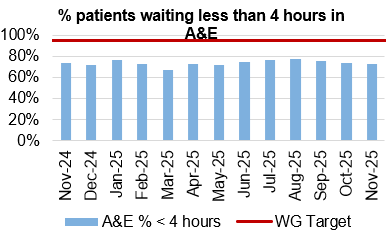 % patients waiting less than 4 hours in
A&E
100%
80%
60%
40%
20%
0%
Nov-24
Dec-24
Jan-25
Feb-25
Mar-25
Apr-25
May-25
Jun-25
Jul-25
Aug-25
Sep-25
Oct-25
Nov-25
A&E % < 4 hours
WG Target